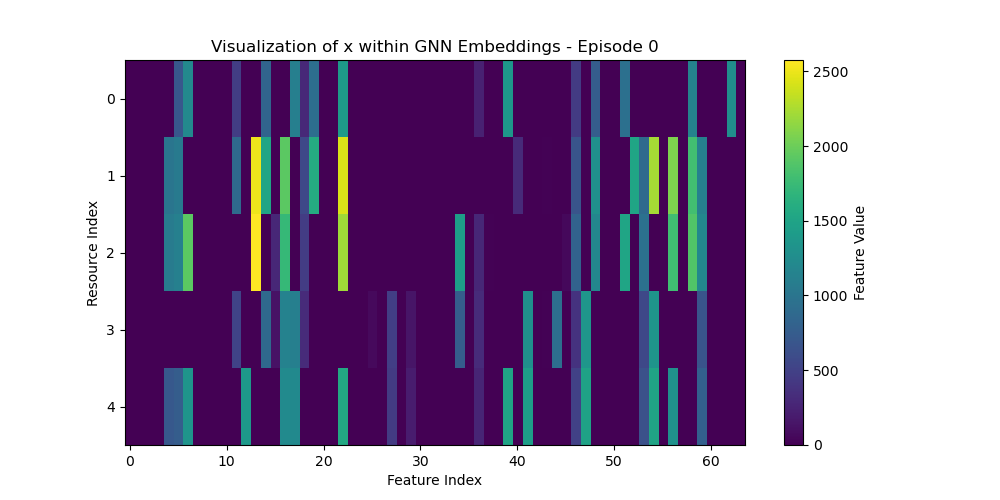 Visualization of x within GNN Embeddings - Episode 0
0
1
2
3
4
Resource Index
0 10 20 30 40 50 60
Feature Index
2500
2000
1500
1000
500
0
Feature Value